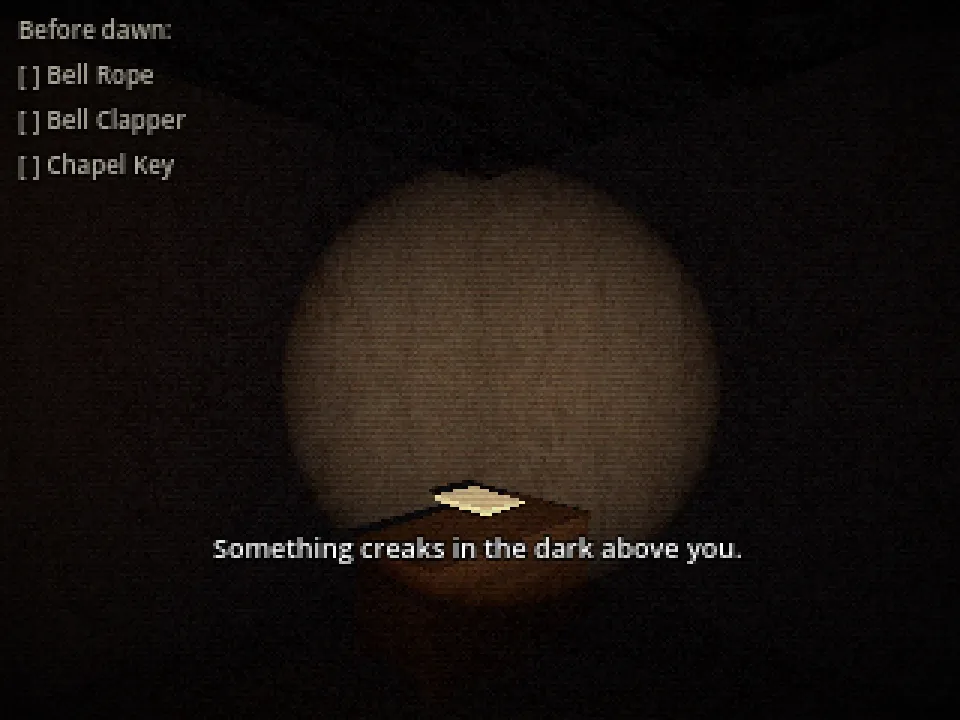 Before dawn:
[ ] Bell Rope
[ ] Bell Clapper
[ ] Chapel Key
Something creaks in the dark above you.